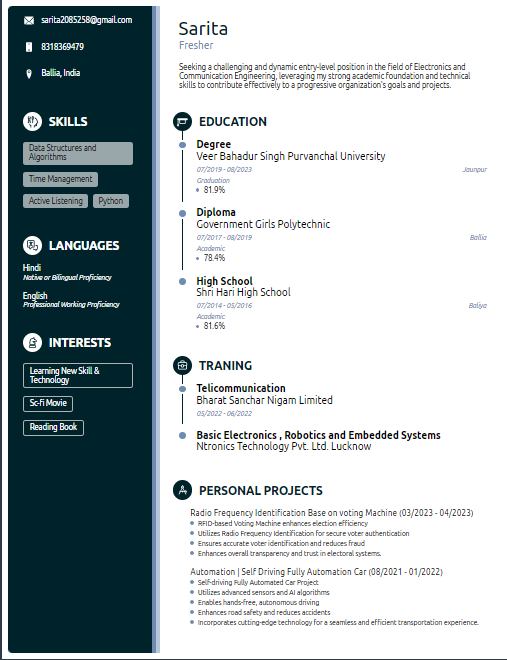 sarita2085258@gmail.com
8318369479
Ballia, India
SKILLS
Data Structures and
Algorithms
Time Management
Active Listening
Python
LANGUAGES
Hindi
Native or Bilingual Proficiency
English
Professional Working Proficiency
INTERESTS
Learning New Skill &
Technology
Sc-fi Movie
Reading Book
Sarita
Fresher
Seeking a challenging and dynamic entry-level position in the field of Electronics and
Communication Engineering, leveraging my strong academic foundation and technical
skills to contribute effectively to a progressive organization's goals and projects.
EDUCATION
Degree
Veer Bahadur Singh Purvanchal University
07/2019 - 08/2023 Jaunpur
Graduation
81.9%
Diploma
Government Girls Polytechnic
07/2017 - 08/2019 Ballia
Academic
78.4%
High School
Shri Hari High School
07/2014 - 05/2016 Baliya
Academic
81.6%
TRANING
Telicommunication
Bharat Sanchar Nigam Limited
05/2022 - 06/2022
Basic Electronics , Robotics and Embedded Systems
Ntronics Technology Pvt. Ltd. Lucknow
PERSONAL PROJECTS
Radio Frequency Identification Base on voting Machine (03/2023 - 04/2023)
RFID-based Voting Machine enhances election efficiency
Utilizes Radio Frequency Identification for secure voter authentication
Ensures accurate voter identification and reduces fraud
Enhances overall transparency and trust in electoral systems.
Automation | Self Driving Fully Automation Car (08/2021 - 01/2022)
Self-driving Fully Automated Car Project
Utilizes advanced sensors and AI algorithms
Enables hands-free, autonomous driving
Enhances road safety and reduces accidents
Incorporates cutting-edge technology for a seamless and efficient transportation experience.